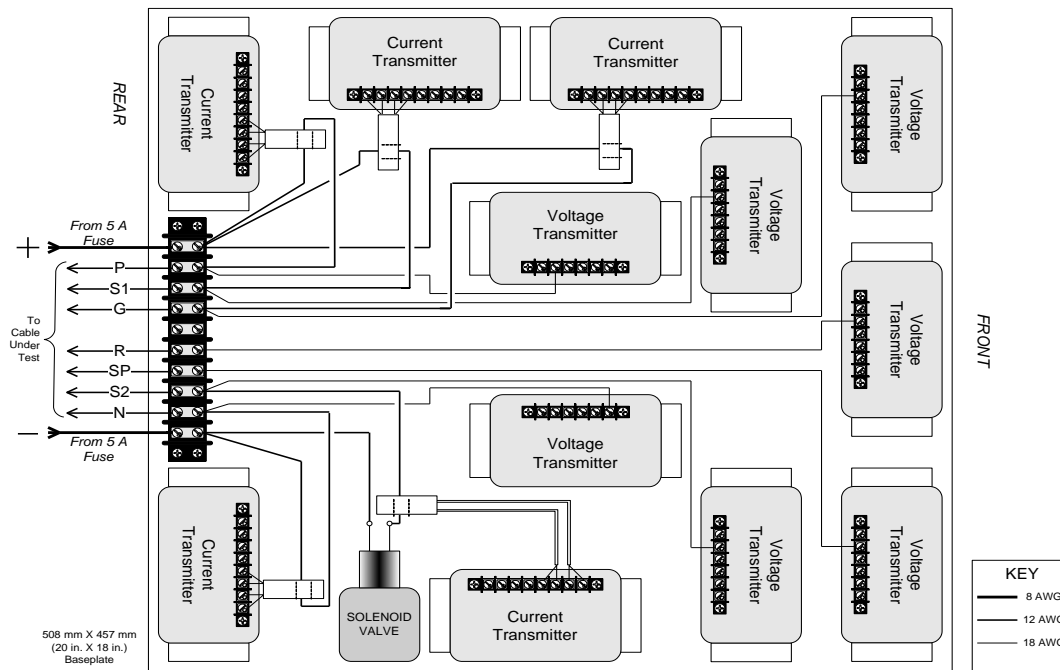 REAR
Current
Transmitter
Current
Transmitter
Current
Transmitter
Voltage
Transmitter
Voltage
Transmitter
Voltage
Transmitter
From 5 A
Fuse
+
P
S1
G
R
SP
S2
N
To
Cable
Under
Test
–
From 5 A
Fuse
Voltage
Transmitter
FRONT
Voltage
Transmitter
Current
Transmitter
SOLENOID
VALVE
Current
Transmitter
Voltage
Transmitter
Voltage
Transmitter
508 mm X 457 mm
(20 in. X 18 in.)
Baseplate
KEY
8 AWG
12 AWG
18 AWG